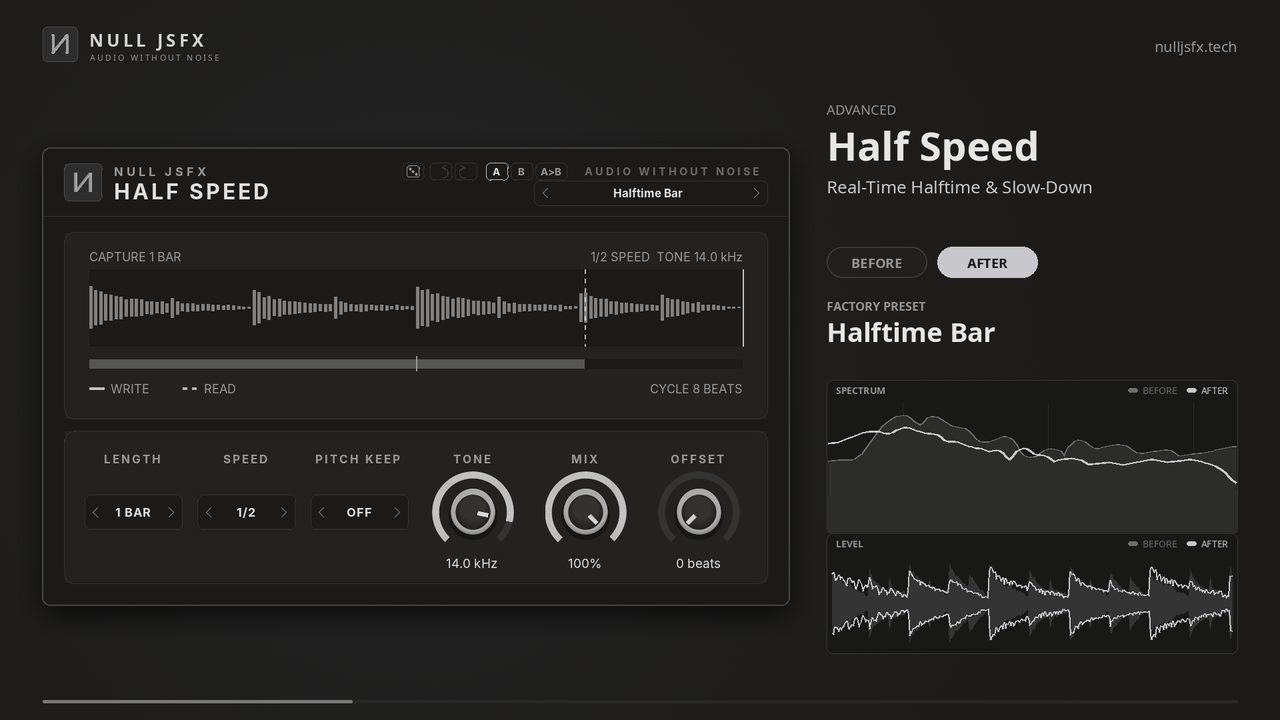 NULL JSFX
AUDIO WITHOUT NOISE
nulljsfx.tech
NULL JSFX
HALF SPEED
A B A>B AUDIO WITHOUT NOISE
Halftime Bar
CAPTURE 1 BAR 1/2 SPEED TONE 14.0 kHz
WRITE READ CYCLE 8 BEATS
LENGTH SPEED PITCH KEEP TONE MIX OFFSET
1 BAR 1/2 OFF
14.0 kHz 100% 0 beats
ADVANCED
Half Speed
Real-Time Halftime & Slow-Down
BEFORE AFTER
FACTORY PRESET
Halftime Bar
SPECTRUM BEFORE AFTER
LEVEL BEFORE AFTER